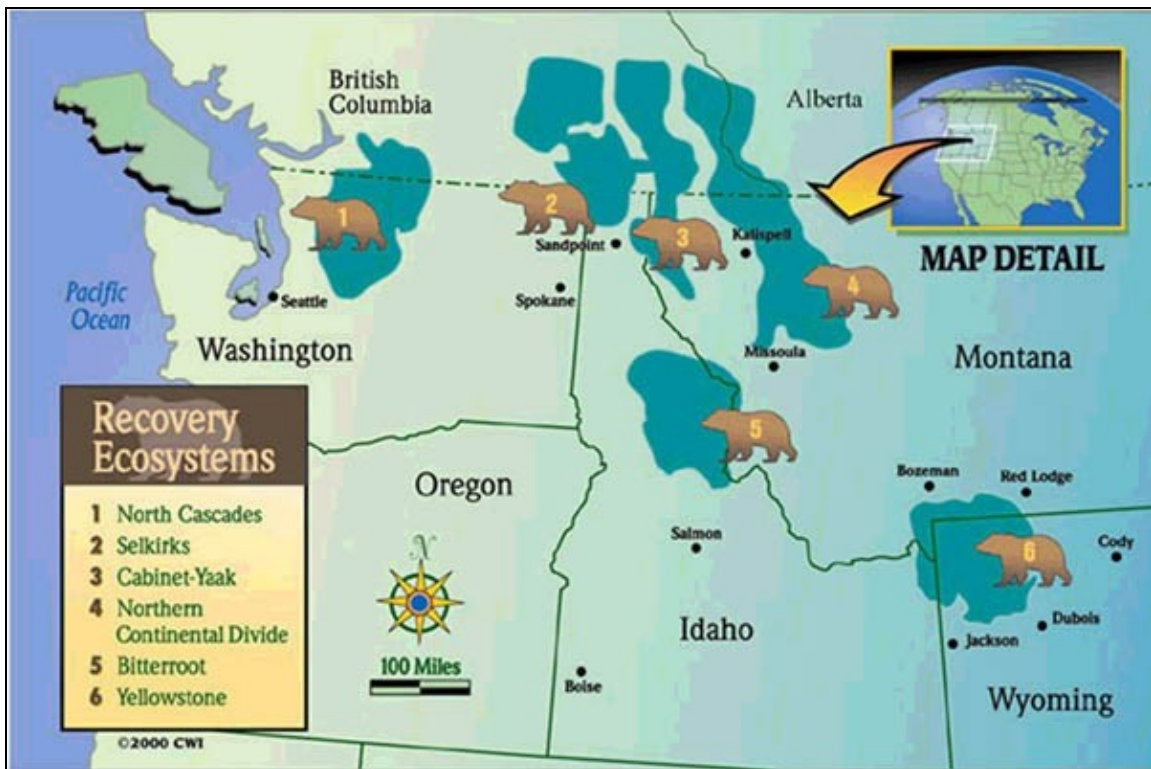 British
Columbia
Alberta
MAP DETAIL
1
2
3
4
5
6
Sandpoint
Kalispell
Pacific
Ocean
Seattle
Spokane
Washington
Missoula
Montana
Recovery
Ecosystems
1 North Cascades
2 Selkirks
3 Cabinet-Yaak
4 Northern
Continental Divide
5 Bitterroot
6 Yellowstone
©2000 CWI
Oregon
N
100 Miles
Bozeman
Red Lodge
Salmon
Cody
Idaho
Dubois
Jackson
Boise
Wyoming